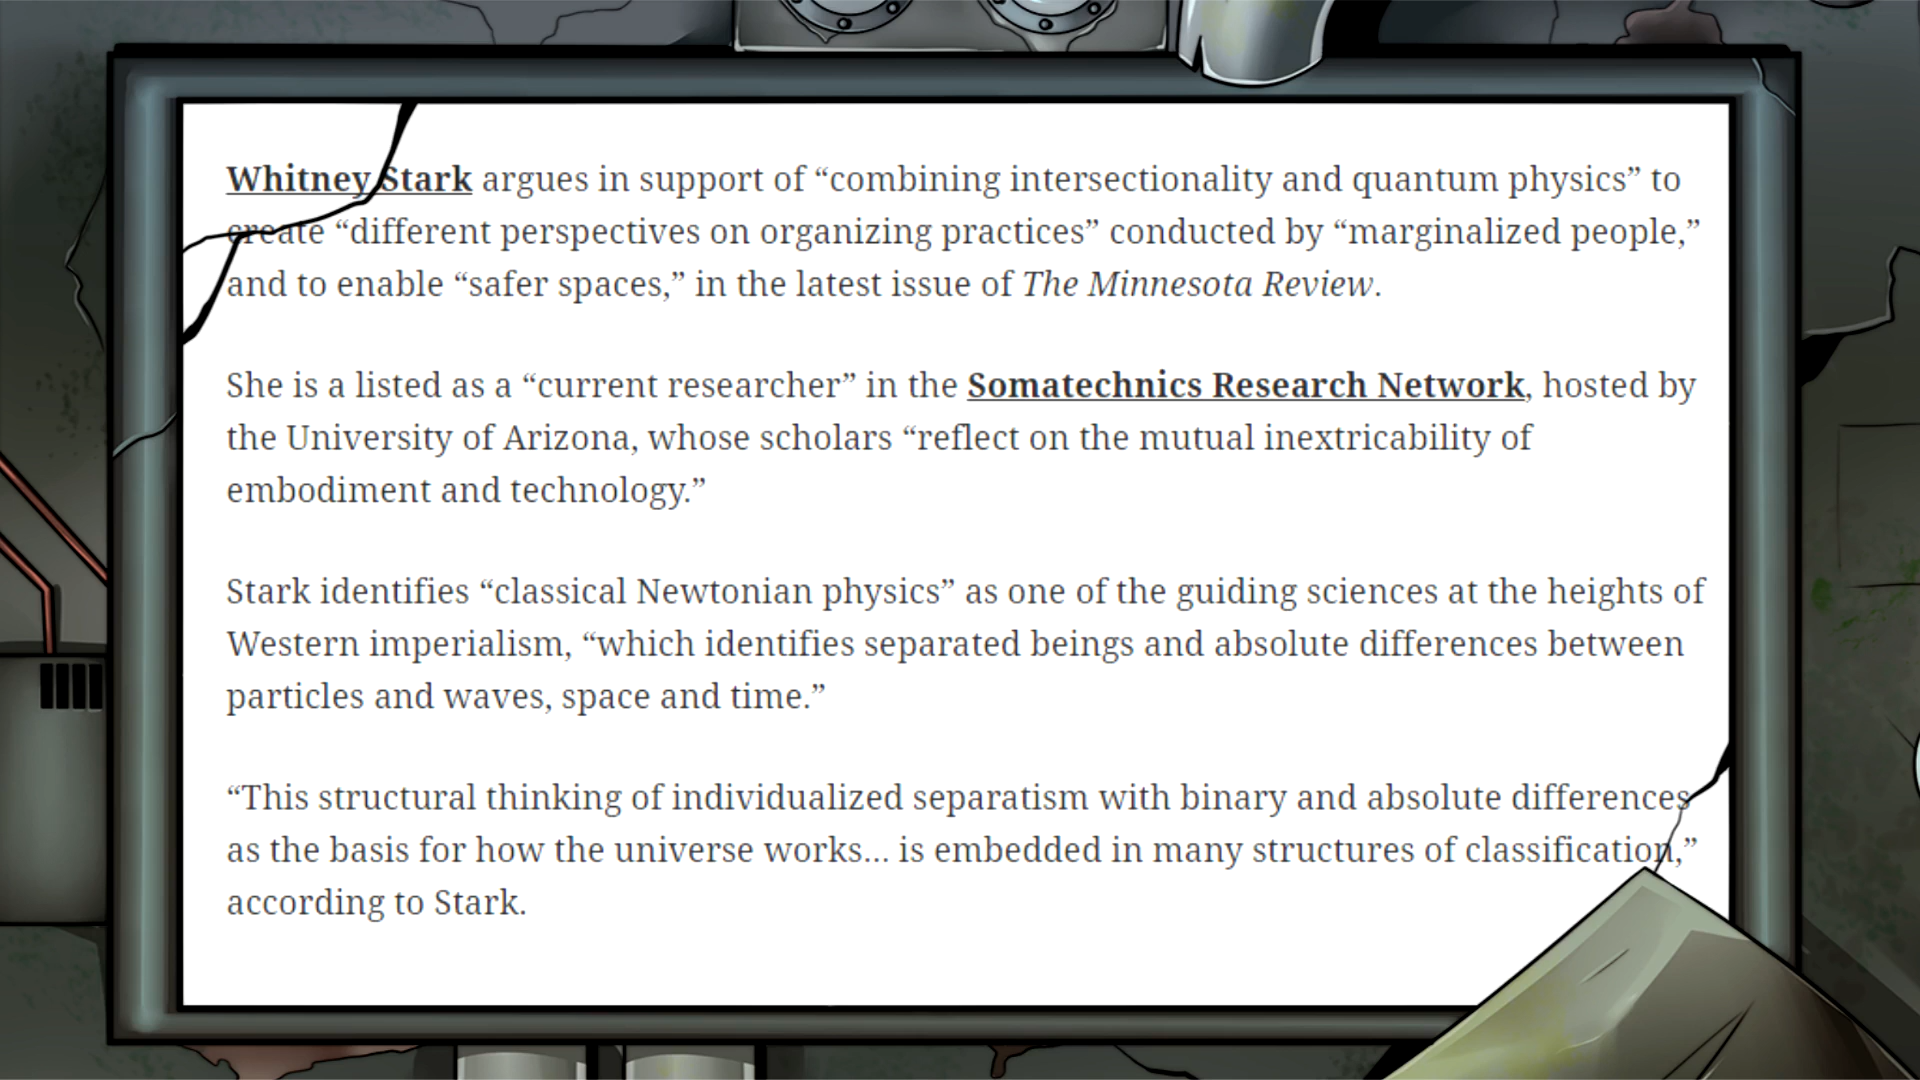 Whitney Stark argues in support of “combining intersectionality and quantum physics” to
create “different perspectives on organizing practices” conducted by “marginalized people,”
and to enable “safer spaces,” in the latest issue of The Minnesota Review.
She is a listed as a “current researcher” in the Somatechnics Research Network, hosted by
the University of Arizona, whose scholars “reflect on the mutual inextricability of
embodiment and technology.”
Stark identifies “classical Newtonian physics” as one of the guiding sciences at the heights of
Western imperialism, “which identifies separated beings and absolute differences between
particles and waves, space and time.”
“This structural thinking of individualized separatism with binary and absolute differences
as the basis for how the universe works… is embedded in many structures of classification,”
according to Stark.